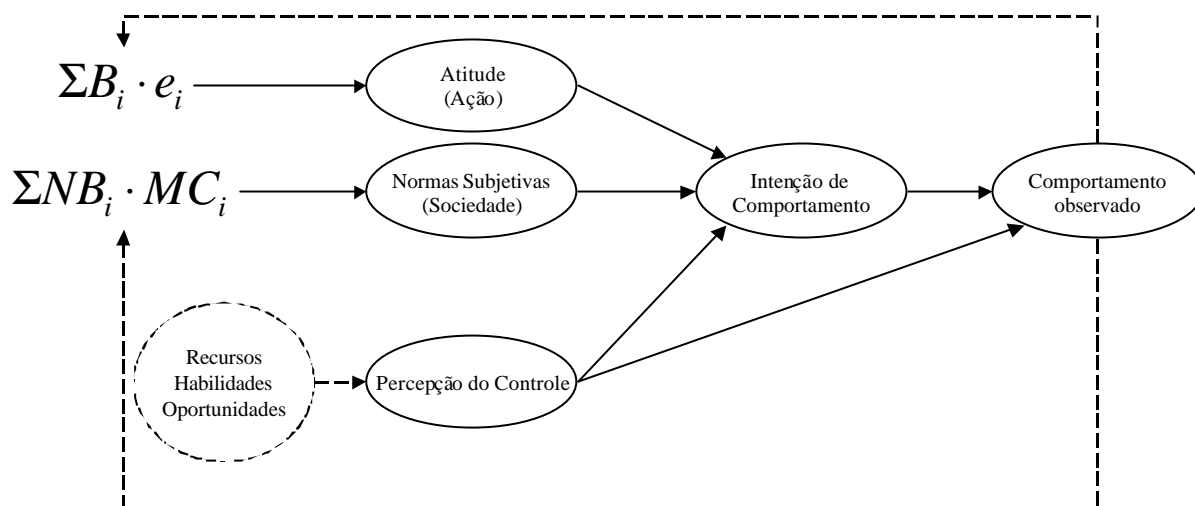 ΣB_i · e_i
Atitude
(Ação)
ΣNB_i · MC_i
Normas Subjetivas
(Sociedade)
Intenção de
Comportamento
Comportamento
observado
Recursos
Habilidades
Oportunidades
Percepção do Controle